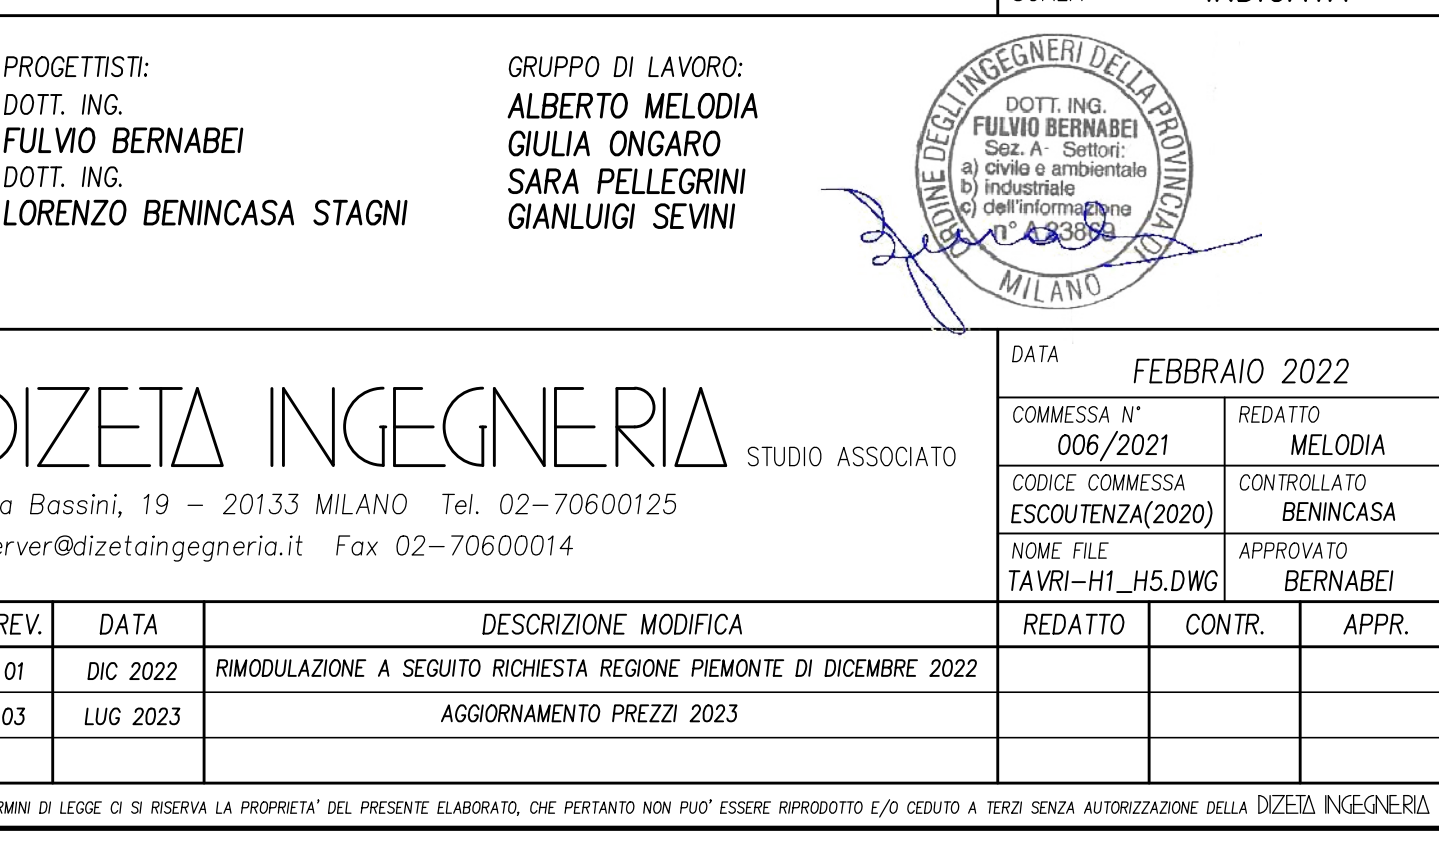 PROGETTISTI:
DOTT. ING.
FULVIO BERNABEI
DOTT. ING.
LORENZO BENINCASA STAGNI
GRUPPO DI LAVORO:
ALBERTO MELODIA
GIULIA ONGARO
SARA PELLEGRINI
GIANLUIGI SEVINI
ORDINE DEGLI INGEGNERI DELLA PROVINCIA DI
MILANO
DOTT. ING.
FULVIO BERNABEI
Sez. A- Settori:
a) civile e ambientale
b) industriale
c) dell'informazione
n° A 23869
DIZETA INGEGNERIA STUDIO ASSOCIATO
a Bassini, 19 – 20133 MILANO Tel. 02–70600125
erver@dizetaingegneria.it Fax 02–70600014
DATA
FEBBRAIO 2022
COMMESSA N° REDATTO
006/2021 MELODIA
CODICE COMMESSA CONTROLLATO
ESCOUTENZA(2020) BENINCASA
NOME FILE APPROVATO
TAVRI–H1_H5.DWG BERNABEI
REV. DATA DESCRIZIONE MODIFICA REDATTO CONTR. APPR.
01 DIC 2022 RIMODULAZIONE A SEGUITO RICHIESTA REGIONE PIEMONTE DI DICEMBRE 2022
03 LUG 2023 AGGIORNAMENTO PREZZI 2023
RMINI DI LEGGE CI SI RISERVA LA PROPRIETA' DEL PRESENTE ELABORATO, CHE PERTANTO NON PUO' ESSERE RIPRODOTTO E/O CEDUTO A TERZI SENZA AUTORIZZAZIONE DELLA DIZETA INGEGNERIA